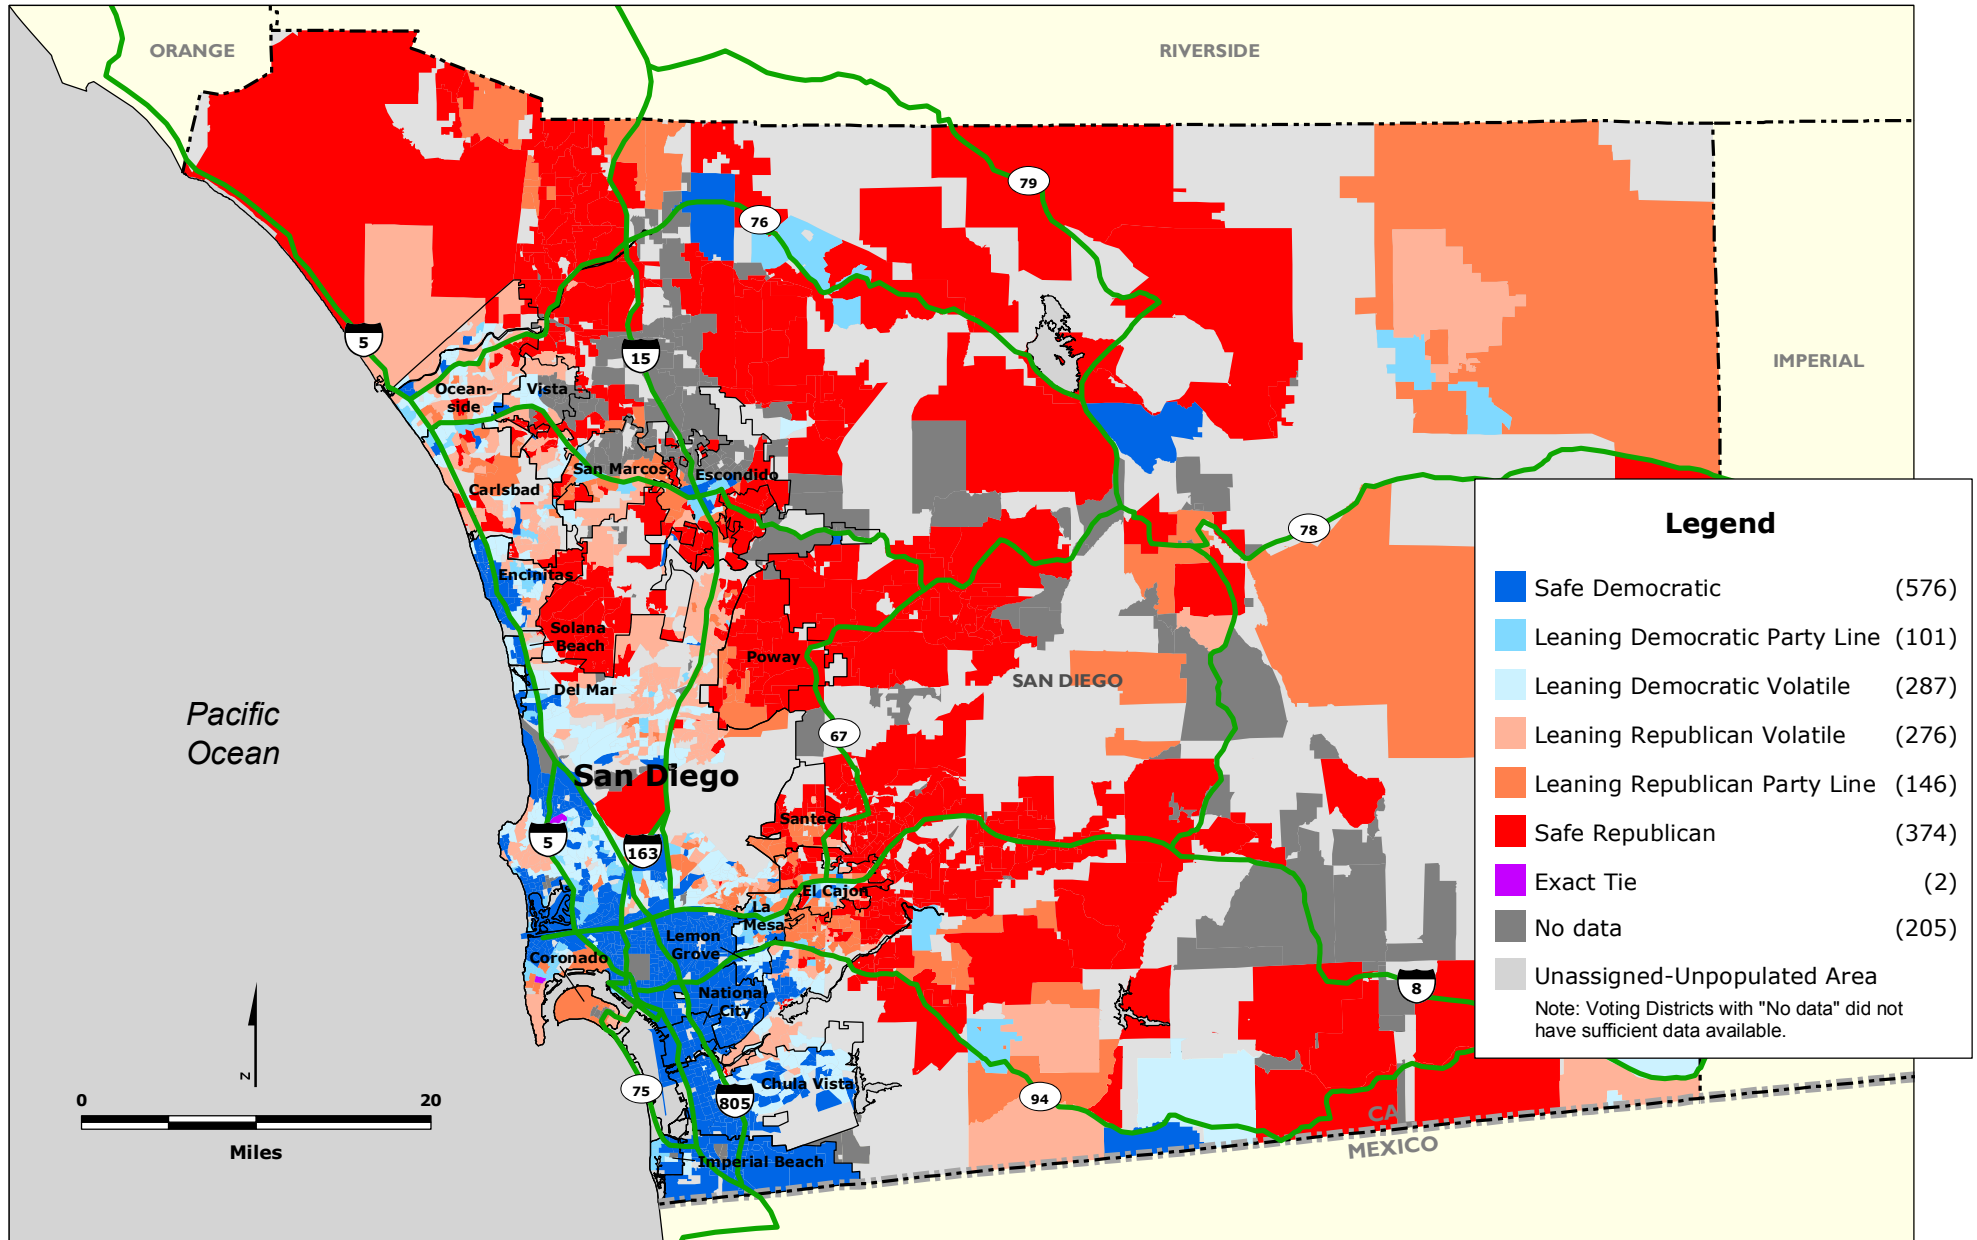 ORANGE
RIVERSIDE
79
76
5
15
IMPERIAL
Ocean-
side
Vista
San Marcos
Escondido
Carlsbad
78
Encinitas
Solana
Beach
Poway
SAN DIEGO
Del Mar
Pacific
Ocean
67
San Diego
Santee
5
163
El Cajon
La
Mesa
Lemon
Grove
Coronado
National
City
8
Chula Vista
75
805
94
Imperial Beach
CA
MEXICO
z
0 20
Miles
Legend
Safe Democratic (576)
Leaning Democratic Party Line (101)
Leaning Democratic Volatile (287)
Leaning Republican Volatile (276)
Leaning Republican Party Line (146)
Safe Republican (374)
Exact Tie (2)
No data (205)
Unassigned-Unpopulated Area
Note: Voting Districts with "No data" did not
have sufficient data available.